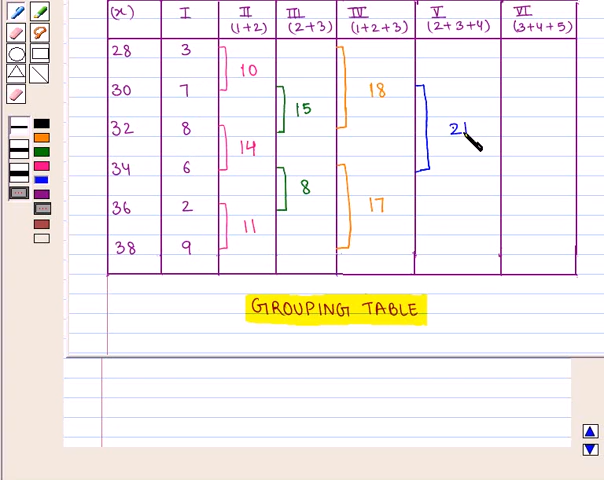 (x) I II III IV V VI
(1+2) (2+3) (1+2+3) (2+3+4) (3+4+5)
28 3
10
30 7 18
15
32 8 21
14
34 6
8
36 2 17
11
38 9
GROUPING TABLE